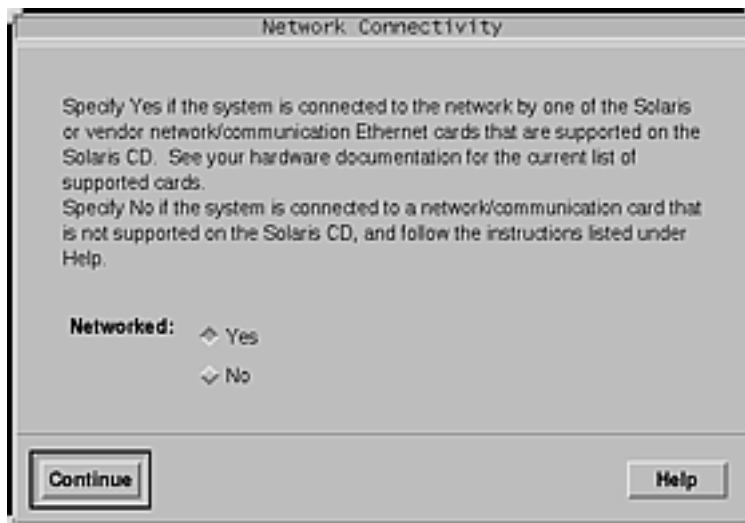 Network Connectivity
Specify Yes if the system is connected to the network by one of the Solaris
or vendor network/communication Ethernet cards that are supported on the
Solaris CD.  See your hardware documentation for the current list of
supported cards.
Specify No if the system is connected to a network/communication card that
is not supported on the Solaris CD, and follow the instructions listed under
Help.
Networked:
Yes
No
Continue
Help